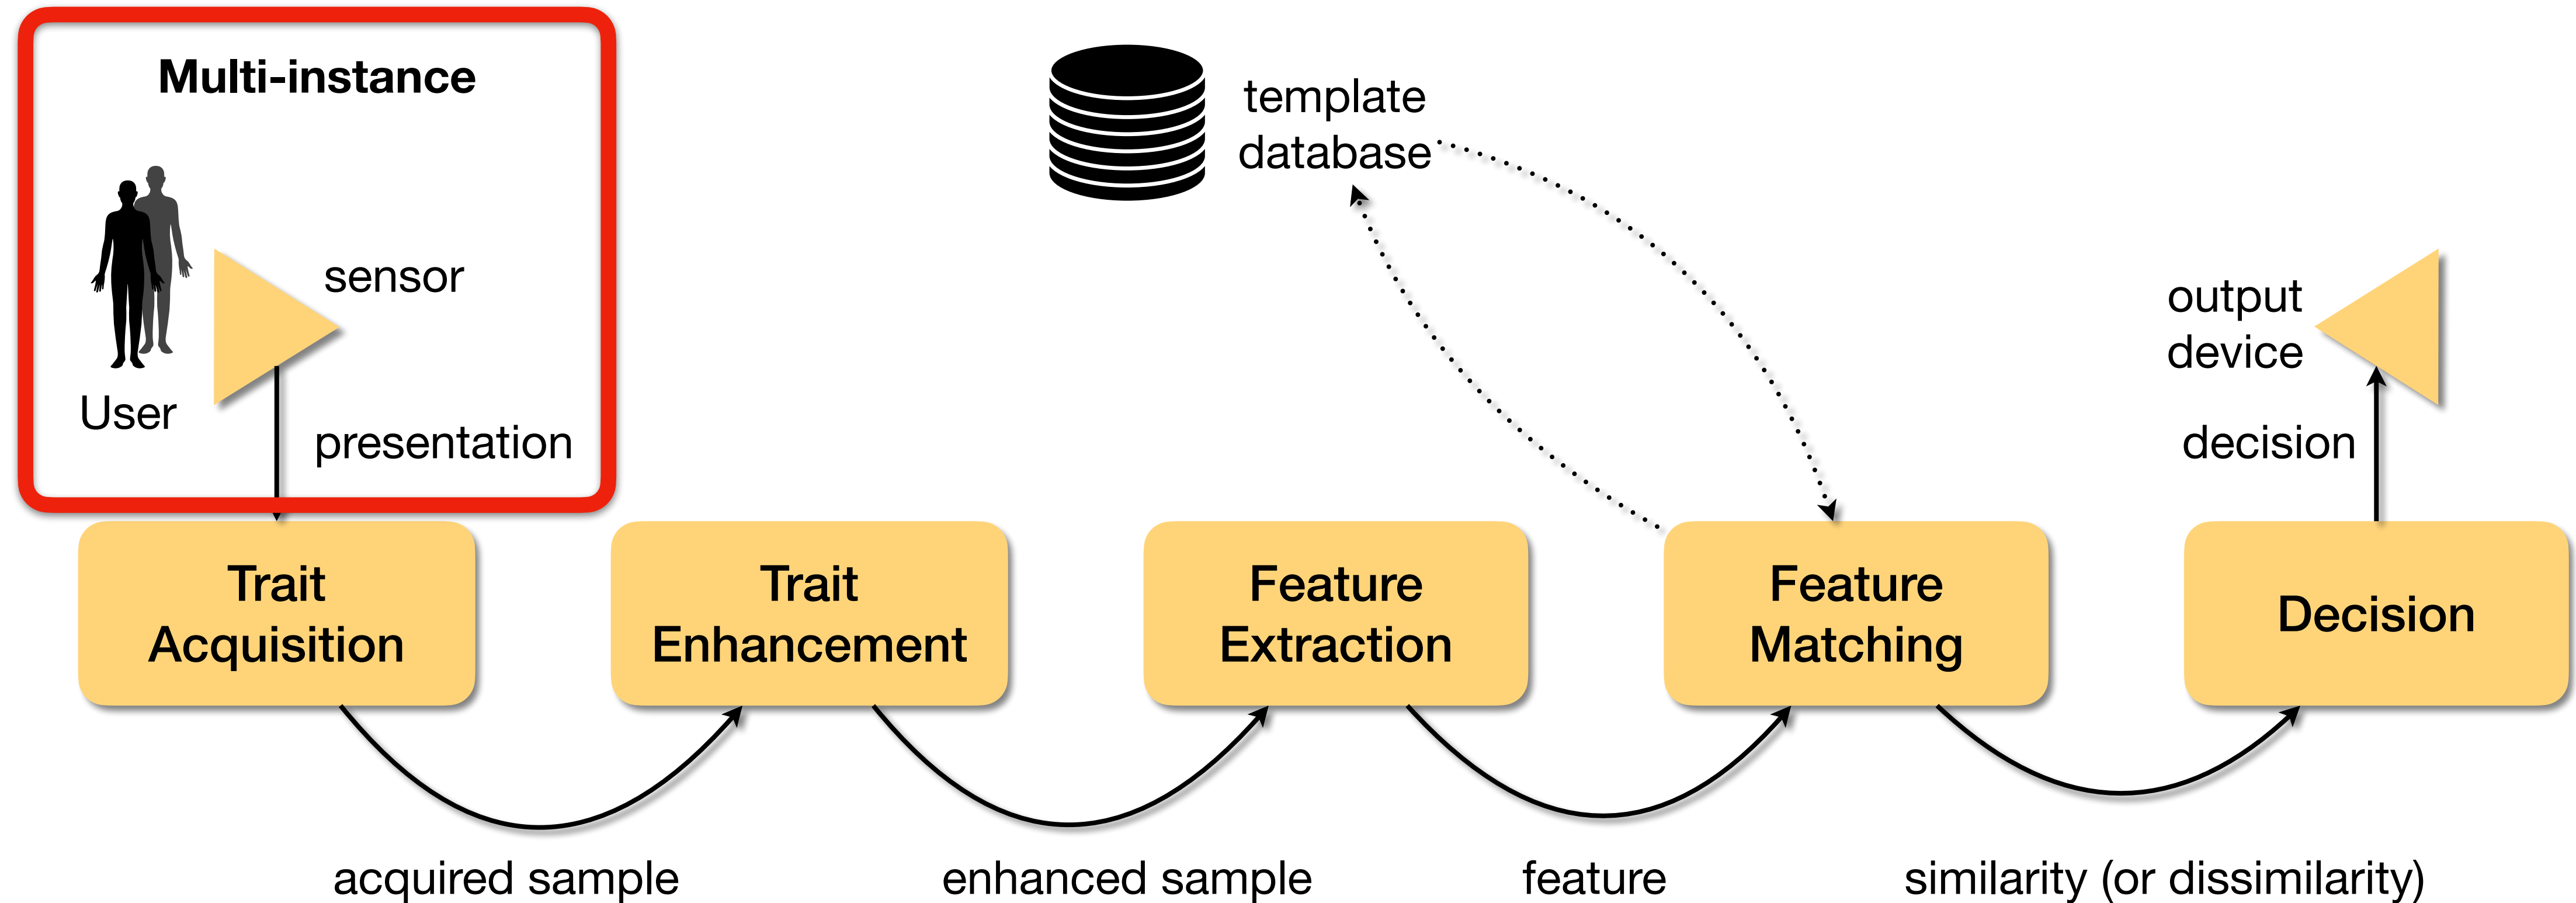 Multi-instance
sensor
User
presentation
template
database
output
device
decision
Trait
Acquisition
Trait
Enhancement
Feature
Extraction
Feature
Matching
Decision
acquired sample
enhanced sample
feature
similarity (or dissimilarity)